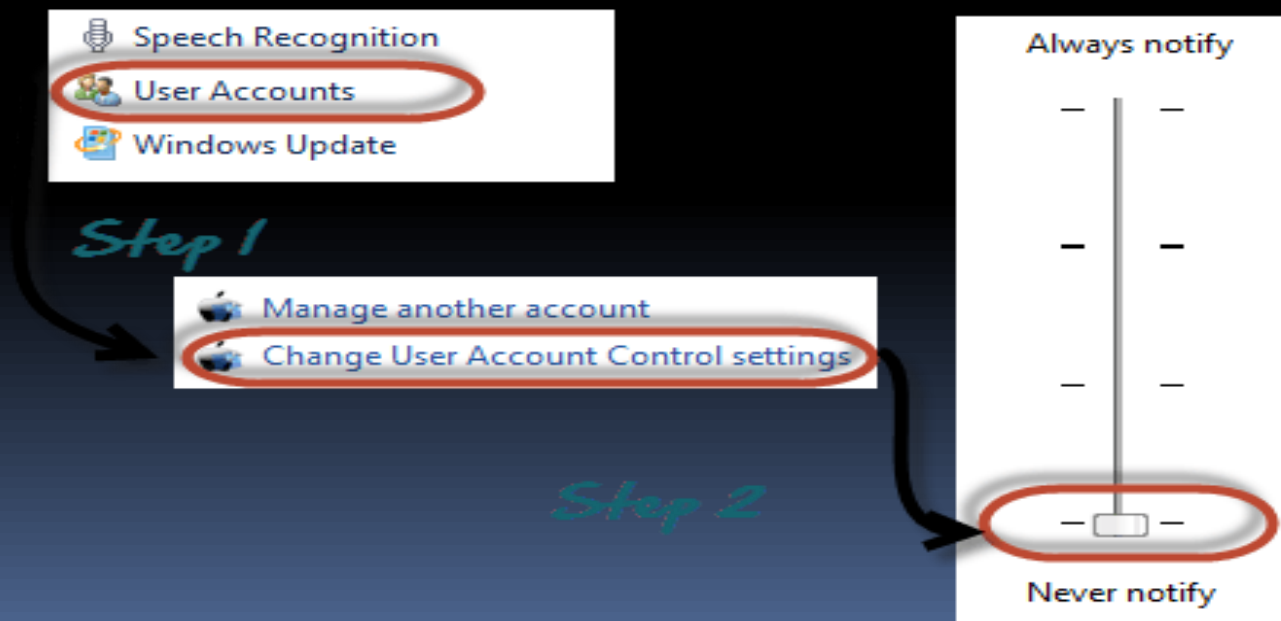 Speech Recognition
User Accounts
Windows Update
Step 1
Manage another account
Change User Account Control settings
Step 2
Always notify
Never notify